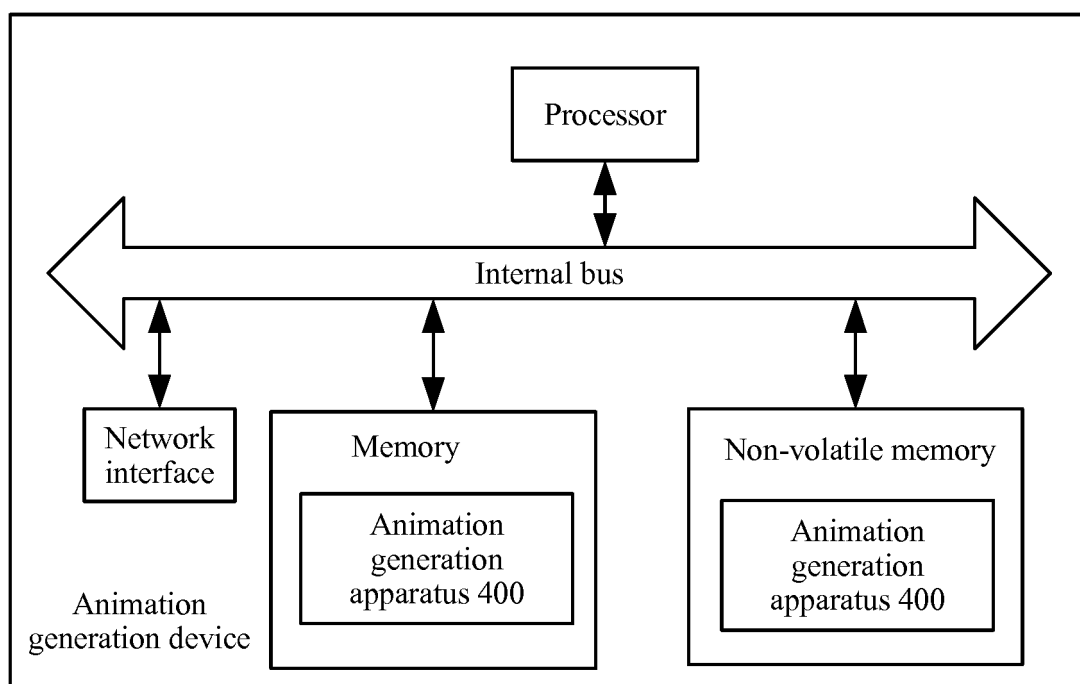 Processor
Internal bus
Network
interface
Memory
Animation
generation
apparatus 400
Non-volatile memory
Animation
generation
apparatus 400
Animation
generation device